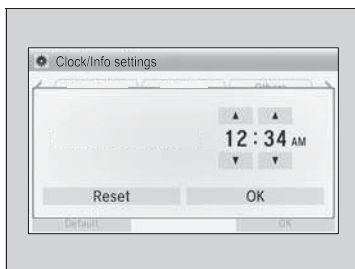 Clock/Info settings
Others
12 : 34 AM
Reset
OK
Default
OK